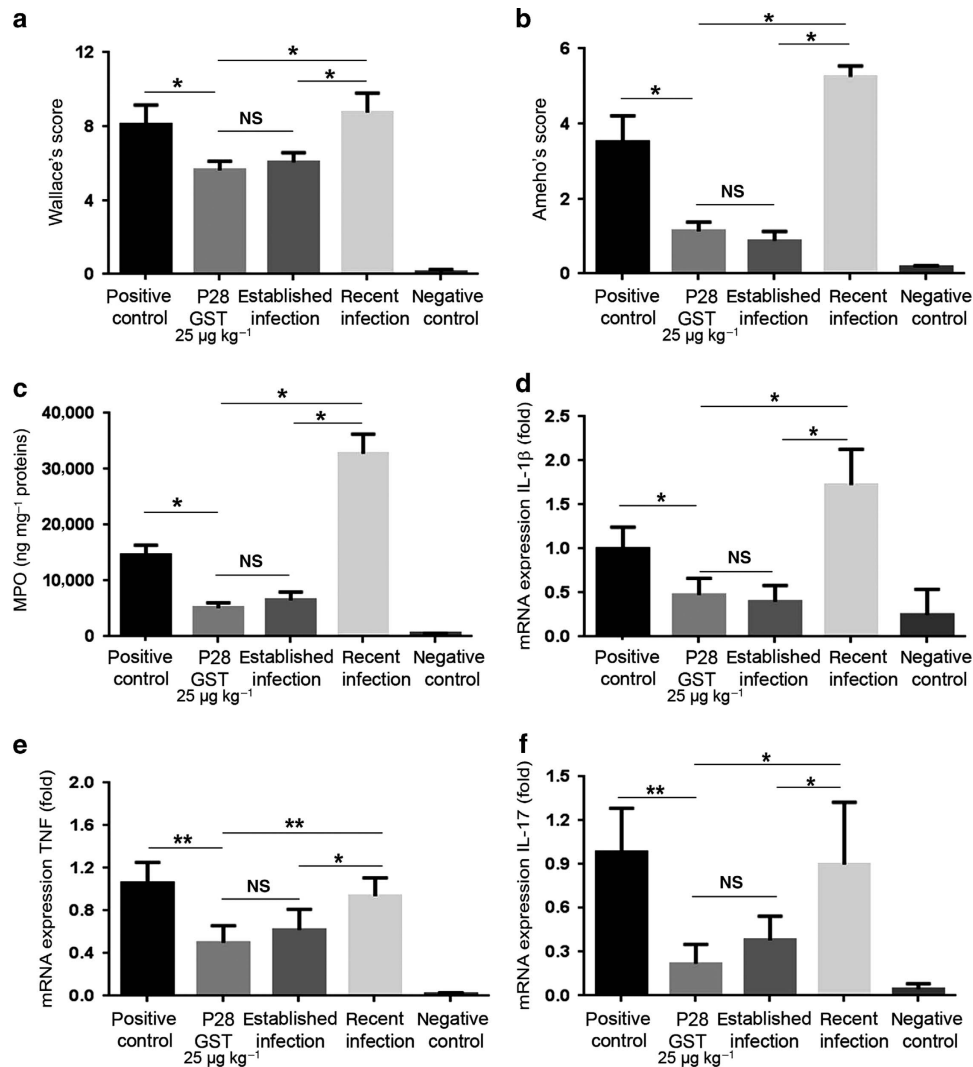 a
Wallace's score
12
8
4
0
*
*
*
NS
Positive control
P28 GST 25 µg kg⁻¹
Established infection
Recent infection
Negative control
b
Ameho's score
6
4
2
0
*
*
*
NS
Positive control
P28 GST 25 µg kg⁻¹
Established infection
Recent infection
Negative control
c
MPO (ng mg⁻¹ proteins)
40,000
30,000
20,000
10,000
0
*
*
*
NS
Positive control
P28 GST 25 µg kg⁻¹
Established infection
Recent infection
Negative control
d
mRNA expression IL-1β (fold)
2.5
2.0
1.5
1.0
0.5
0.0
*
*
*
NS
Positive control
P28 GST 25 µg kg⁻¹
Established infection
Recent infection
Negative control
e
mRNA expression TNF (fold)
2.0
1.6
1.2
0.8
0.4
0.0
**
**
*
NS
Positive control
P28 GST 25 µg kg⁻¹
Established infection
Recent infection
Negative control
f
mRNA expression IL-17 (fold)
1.5
1.2
0.9
0.6
0.3
0.0
*
**
*
NS
Positive control
P28 GST 25 µg kg⁻¹
Established infection
Recent infection
Negative control